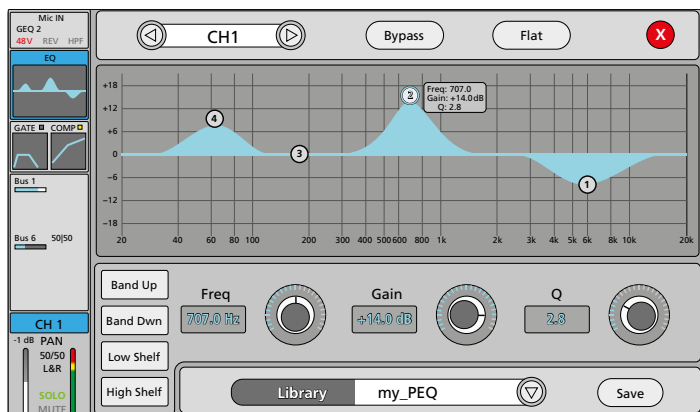 Mic IN
GEQ 2
48V REV HPF
EQ
GATE COMP
Bus 1
Bus 6 50|50
CH 1
-1 dB PAN
50/50
L&R
SOLO
MUTE
CH1
Bypass
Flat
X
+18
+12
+6
0
−6
−12
−18
4
3
2
1
Freq: 707.0
Gain: +14.0dB
Q: 2.8
20 40 60 80 100 200 300 400 500 600 800 1k 2k 3k 4k 5k 6k 8k 10k 20k
Band Up
Band Dwn
Low Shelf
High Shelf
Freq Gain Q
707.0 Hz +14.0 dB 2.8
Library my_PEQ Save